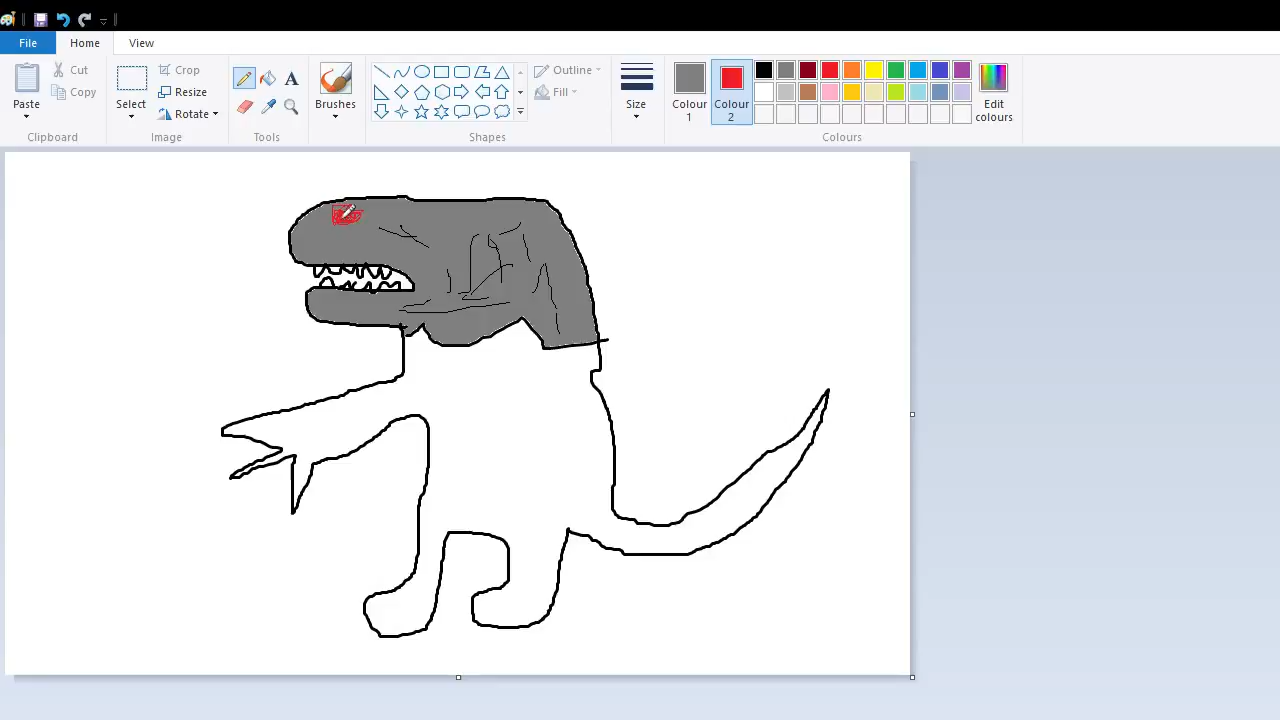 File Home View
Cut
Copy
Paste
Clipboard
Crop
Resize
Rotate
Select
Image
A
Tools
Brushes
Outline
Fill
Shapes
Size
Colour
1
Colour
2
Edit
colours
Colours